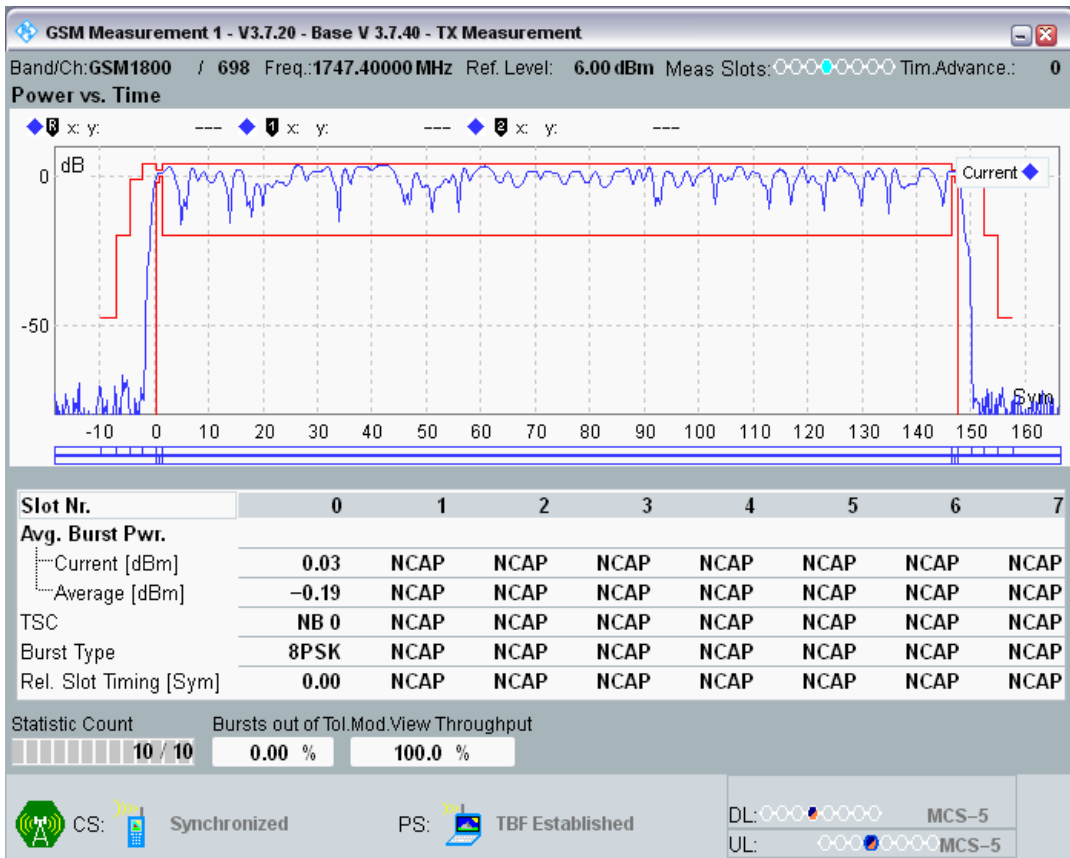 GSM Measurement 1 - V3.7.20 - Base V 3.7.40 - TX Measurement
Band/Ch:GSM1800 / 698 Freq.:1747.40000 MHz Ref. Level: 6.00 dBm Meas Slots: Tim.Advance.: 0
Power vs. Time
R x: y: --- 1 x: y: --- 2 x: y: ---
dB
0
Current
-50
Sym
-10 0 10 20 30 40 50 60 70 80 90 100 110 120 130 140 150 160
Slot Nr. 0 1 2 3 4 5 6 7
Avg. Burst Pwr.
Current [dBm] 0.03 NCAP NCAP NCAP NCAP NCAP NCAP NCAP
Average [dBm] −0.19 NCAP NCAP NCAP NCAP NCAP NCAP NCAP
TSC NB 0 NCAP NCAP NCAP NCAP NCAP NCAP NCAP
Burst Type 8PSK NCAP NCAP NCAP NCAP NCAP NCAP NCAP
Rel. Slot Timing [Sym] 0.00 NCAP NCAP NCAP NCAP NCAP NCAP NCAP
Statistic Count Bursts out of Tol.Mod.View Throughput
10 / 10 0.00 % 100.0 %
CS: Synchronized PS: TBF Established
DL: MCS−5
UL: MCS−5